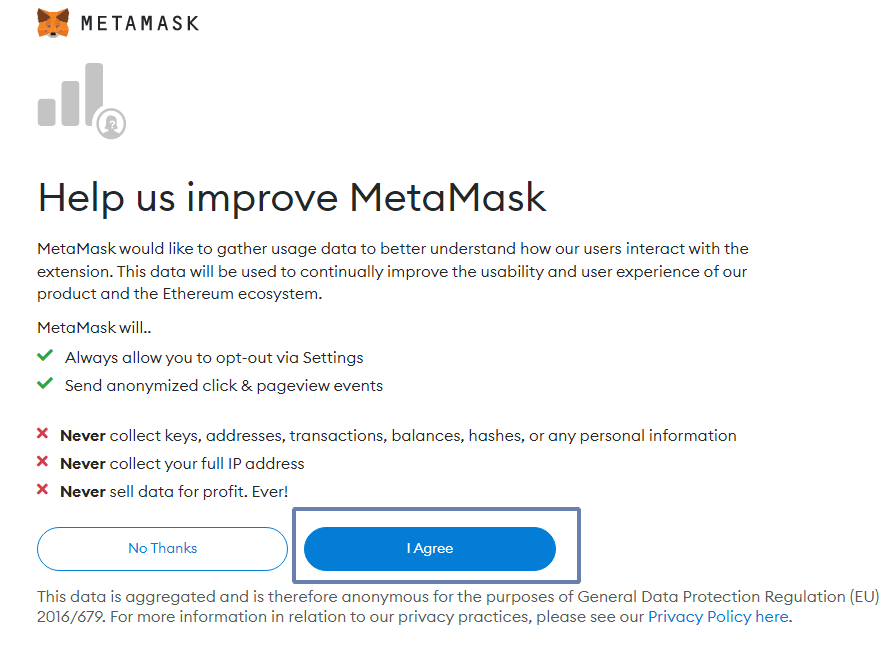 METAMASK
Help us improve MetaMask
MetaMask would like to gather usage data to better understand how our users interact with the
extension. This data will be used to continually improve the usability and user experience of our
product and the Ethereum ecosystem.
MetaMask will..
Always allow you to opt-out via Settings
Send anonymized click & pageview events
Never collect keys, addresses, transactions, balances, hashes, or any personal information
Never collect your full IP address
Never sell data for profit. Ever!
No Thanks
I Agree
This data is aggregated and is therefore anonymous for the purposes of General Data Protection Regulation (EU)
2016/679. For more information in relation to our privacy practices, please see our Privacy Policy here.